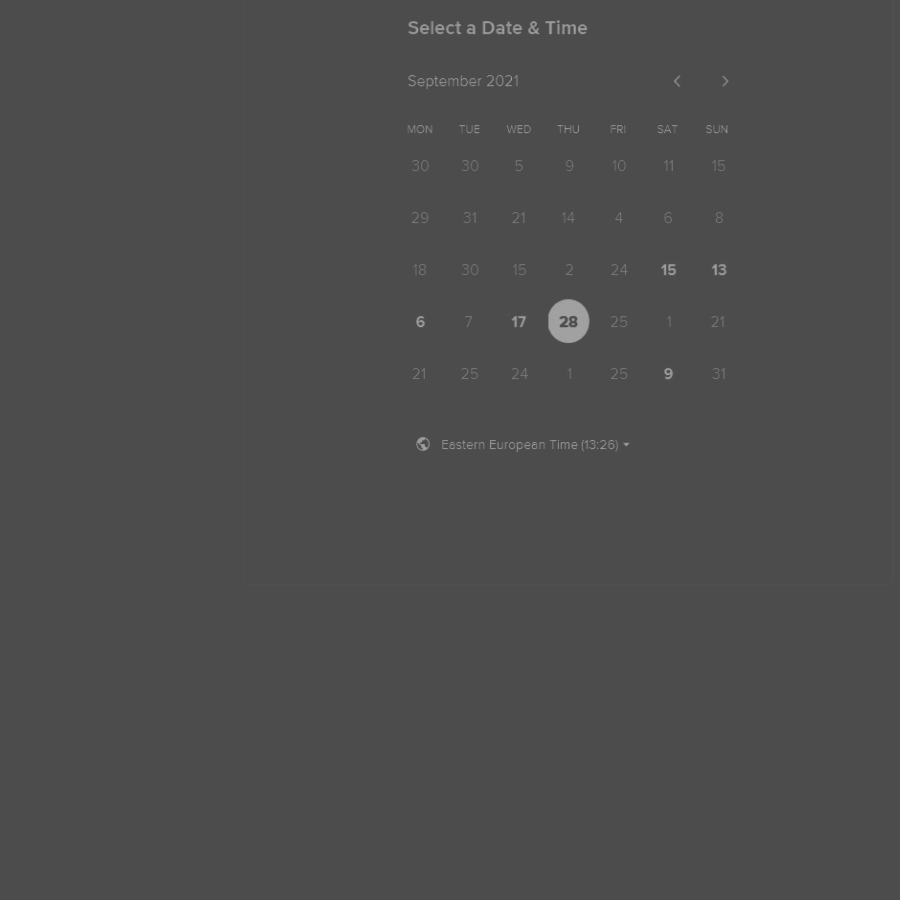 Select a Date & Time
September 2021
MON TUE WED THU FRI SAT SUN
30 30 5 9 10 11 15
29 31 21 14 4 6 8
18 30 15 2 24 15 13
6 7 17 28 25 1 21
21 25 24 1 25 9 31
Eastern European Time (13:26)